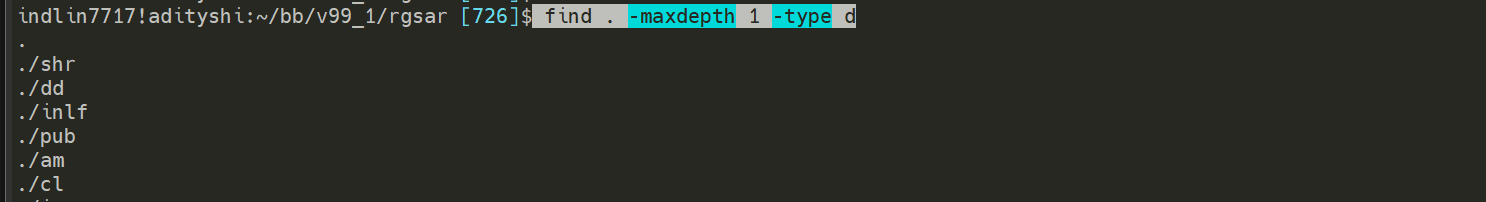 indlin7717!adityshi:~/bb/v99_1/rgsar [726]$ find . -maxdepth 1 -type d
.
./shr
./dd
./inlf
./pub
./am
./cl